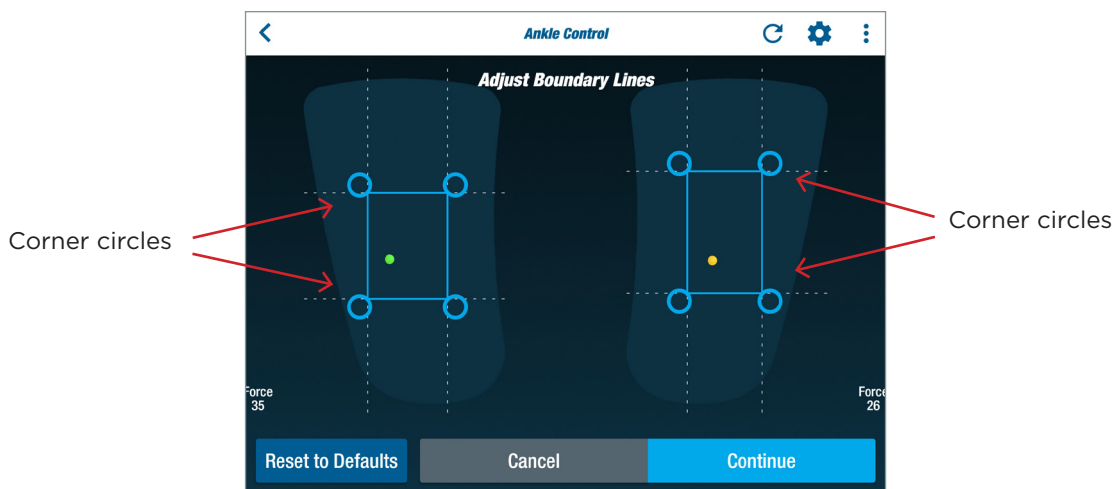 Ankle Control
Adjust Boundary Lines
Corner circles
Corner circles
Force
35
Force
26
Reset to Defaults
Cancel
Continue